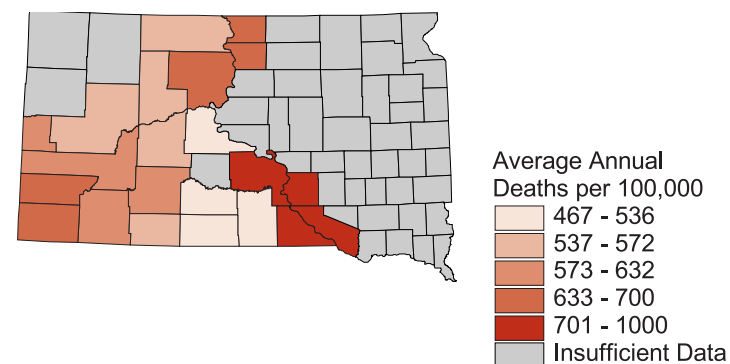 Average Annual
Deaths per 100,000
467 - 536
537 - 572
573 - 632
633 - 700
701 - 1000
Insufficient Data